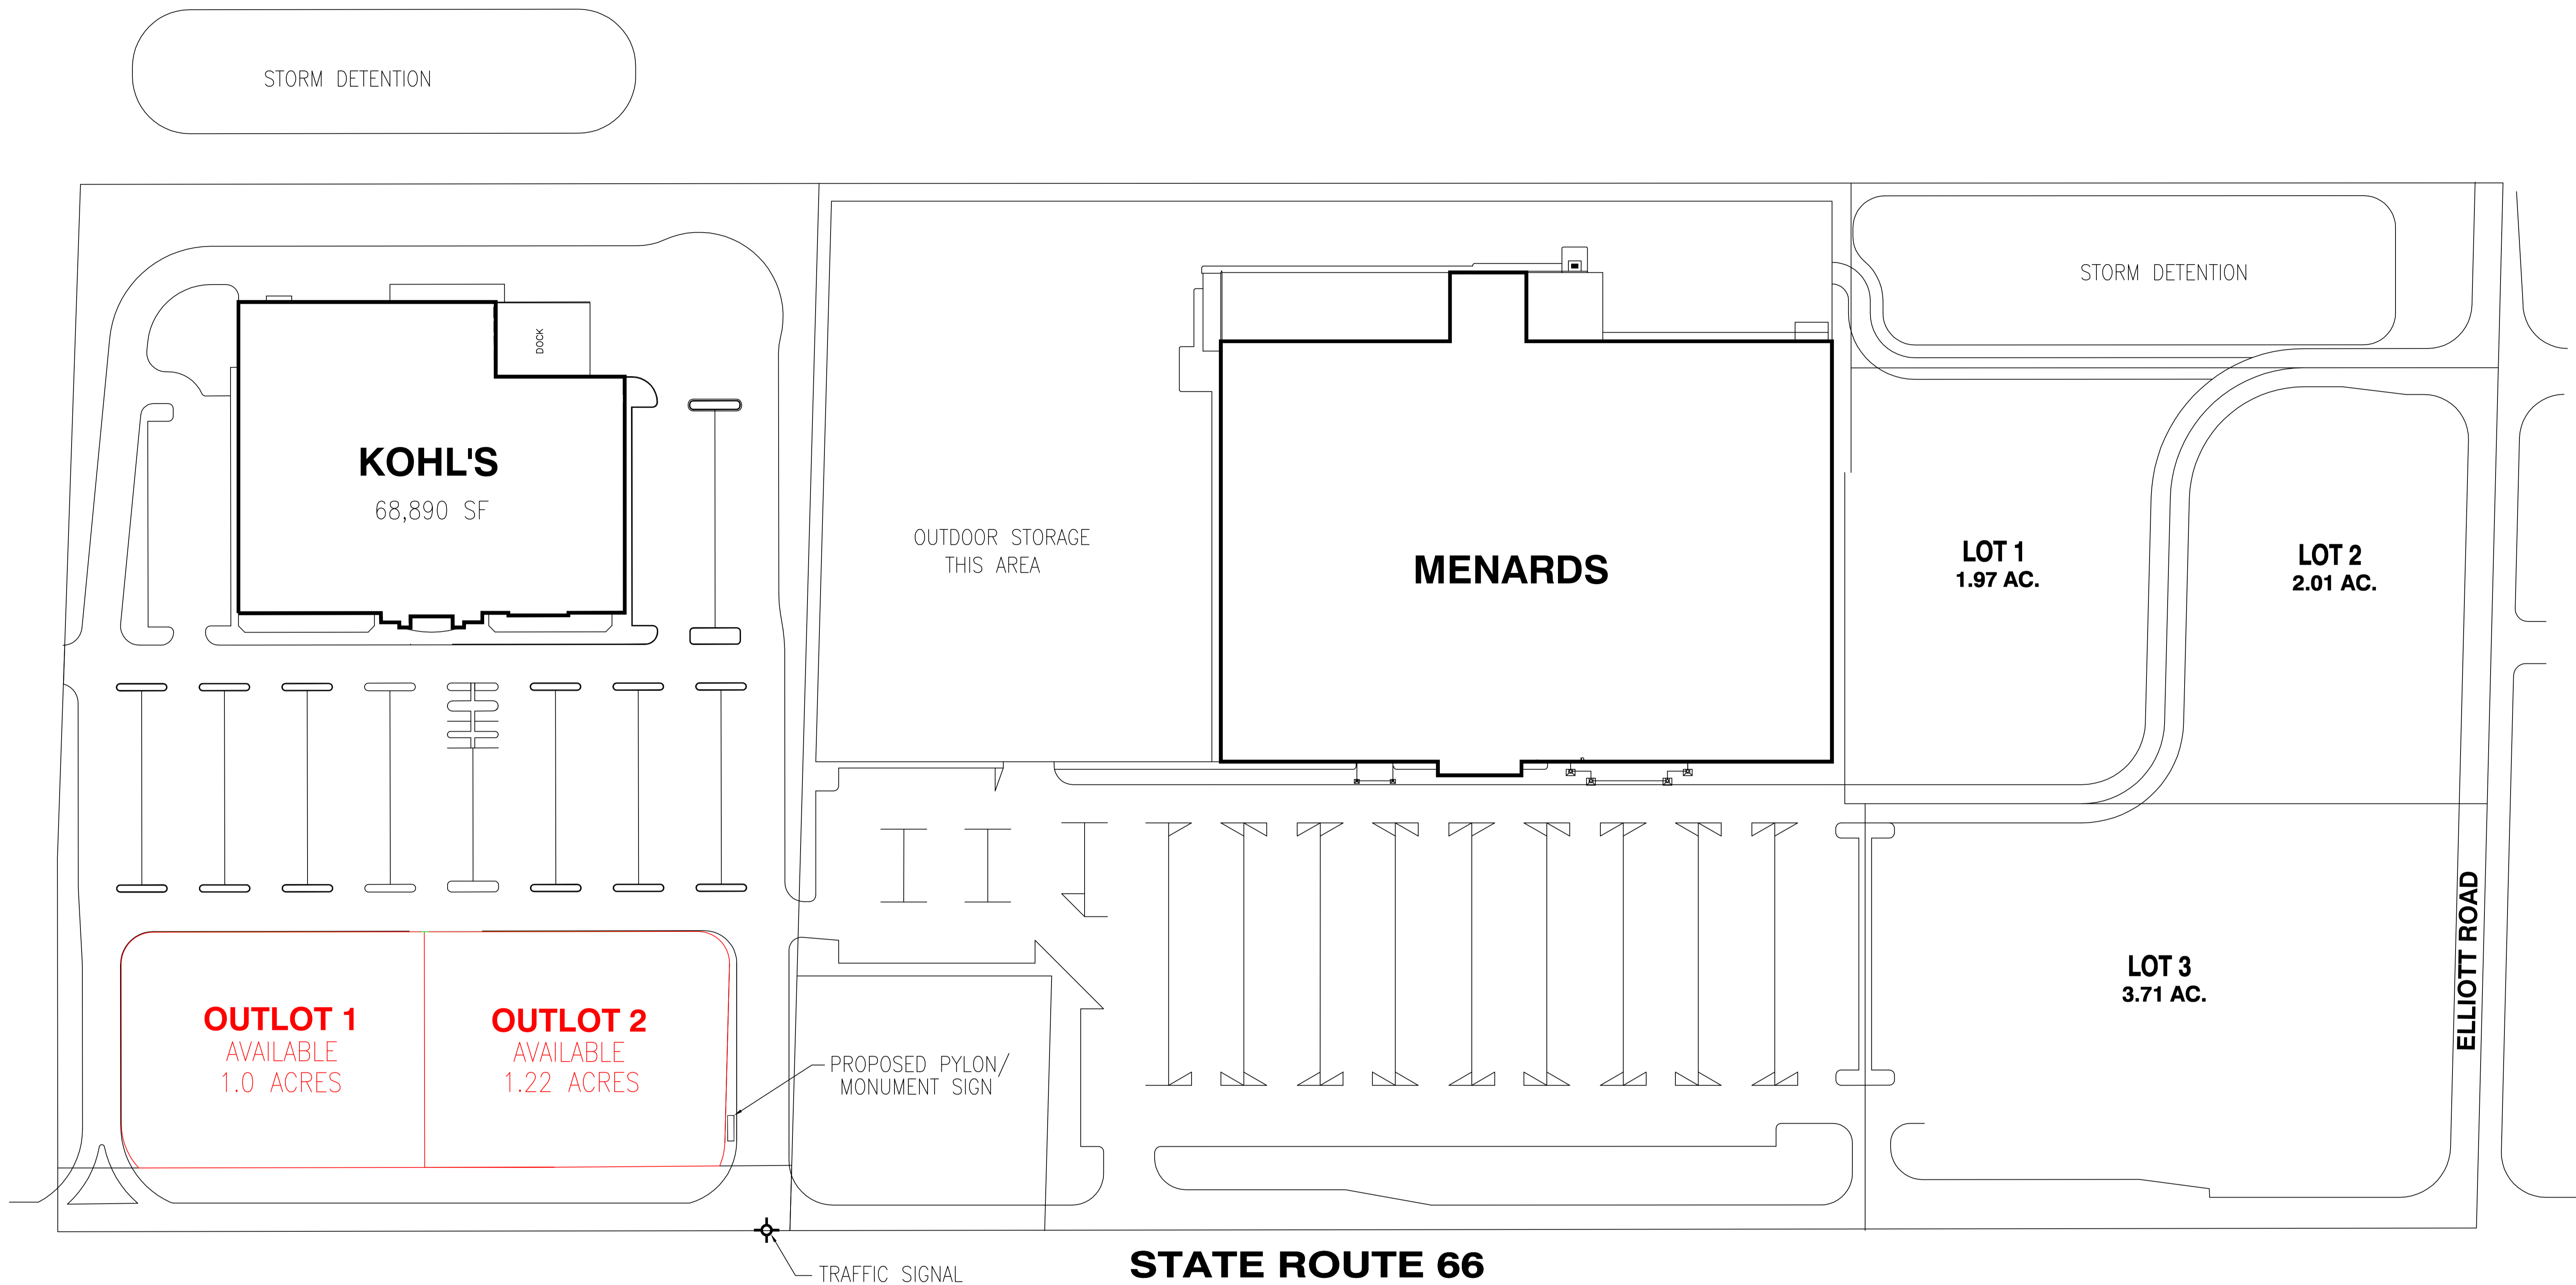 STORM DETENTION
STORM DETENTION
DOCK
KOHL'S
68,890 SF
OUTDOOR STORAGE
THIS AREA
MENARDS
LOT 1
1.97 AC.
LOT 2
2.01 AC.
LOT 3
3.71 AC.
ELLIOTT ROAD
OUTLOT 1
AVAILABLE
1.0 ACRES
OUTLOT 2
AVAILABLE
1.22 ACRES
PROPOSED PYLON/
MONUMENT SIGN
TRAFFIC SIGNAL
STATE ROUTE 66